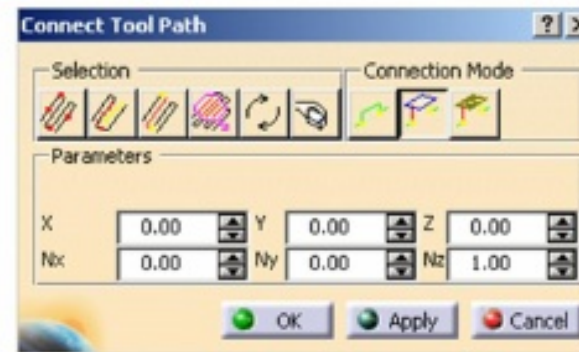 Connect Tool Path
Selection
Connection Mode
Parameters
X 0.00 Y 0.00 Z 0.00
Nx 0.00 Ny 0.00 Nz 1.00
OK Apply Cancel